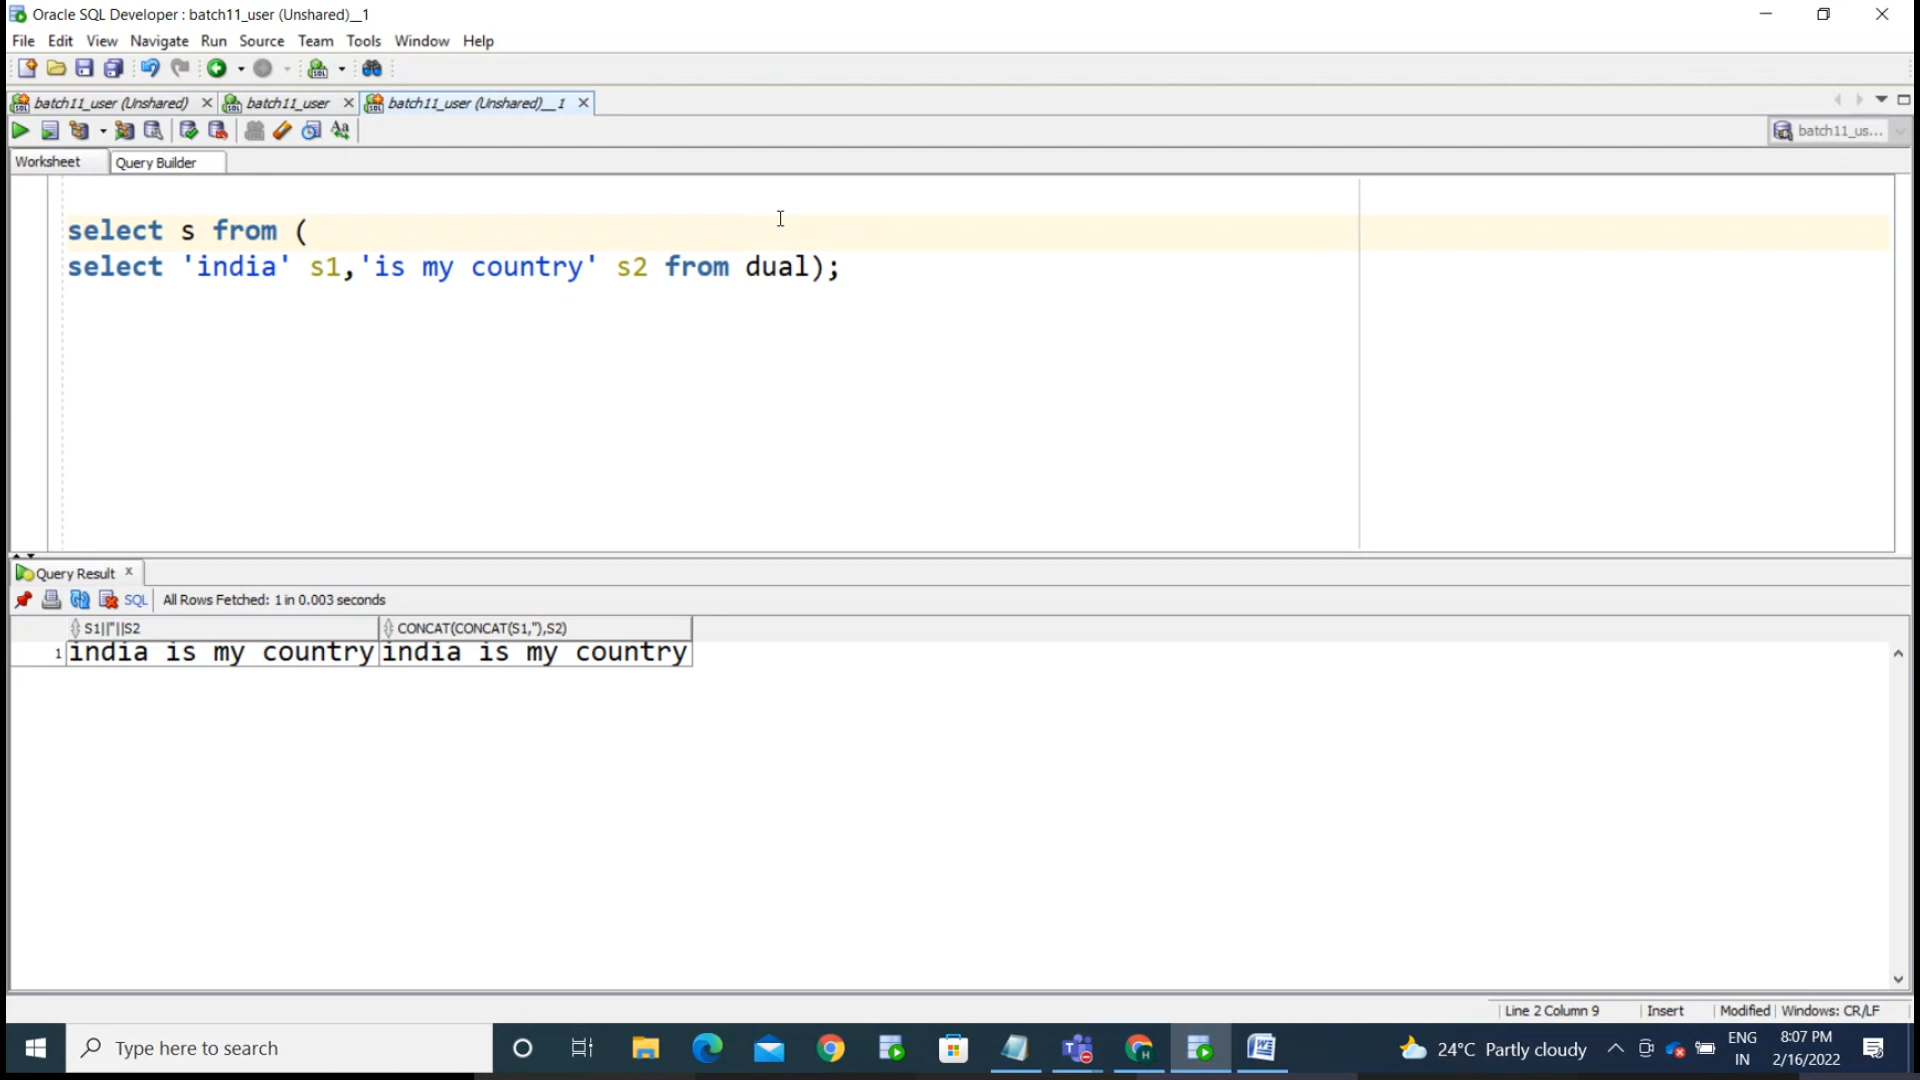 Oracle SQL Developer : batch11_user (Unshared)__1
File Edit View Navigate Run Source Team Tools Window Help
batch11_user (Unshared) batch11_user batch11_user (Unshared)__1
batch11_us...
Worksheet Query Builder
select s from (
select 'india' s1,'is my country' s2 from dual);
Query Result
SQL All Rows Fetched: 1 in 0.003 seconds
S1||''||S2 CONCAT(CONCAT(S1,''),S2)
1 india is my country india is my country
Line 2 Column 9 Insert Modified Windows: CR/LF
Type here to search
24°C Partly cloudy
ENG
IN
8:07 PM
2/16/2022